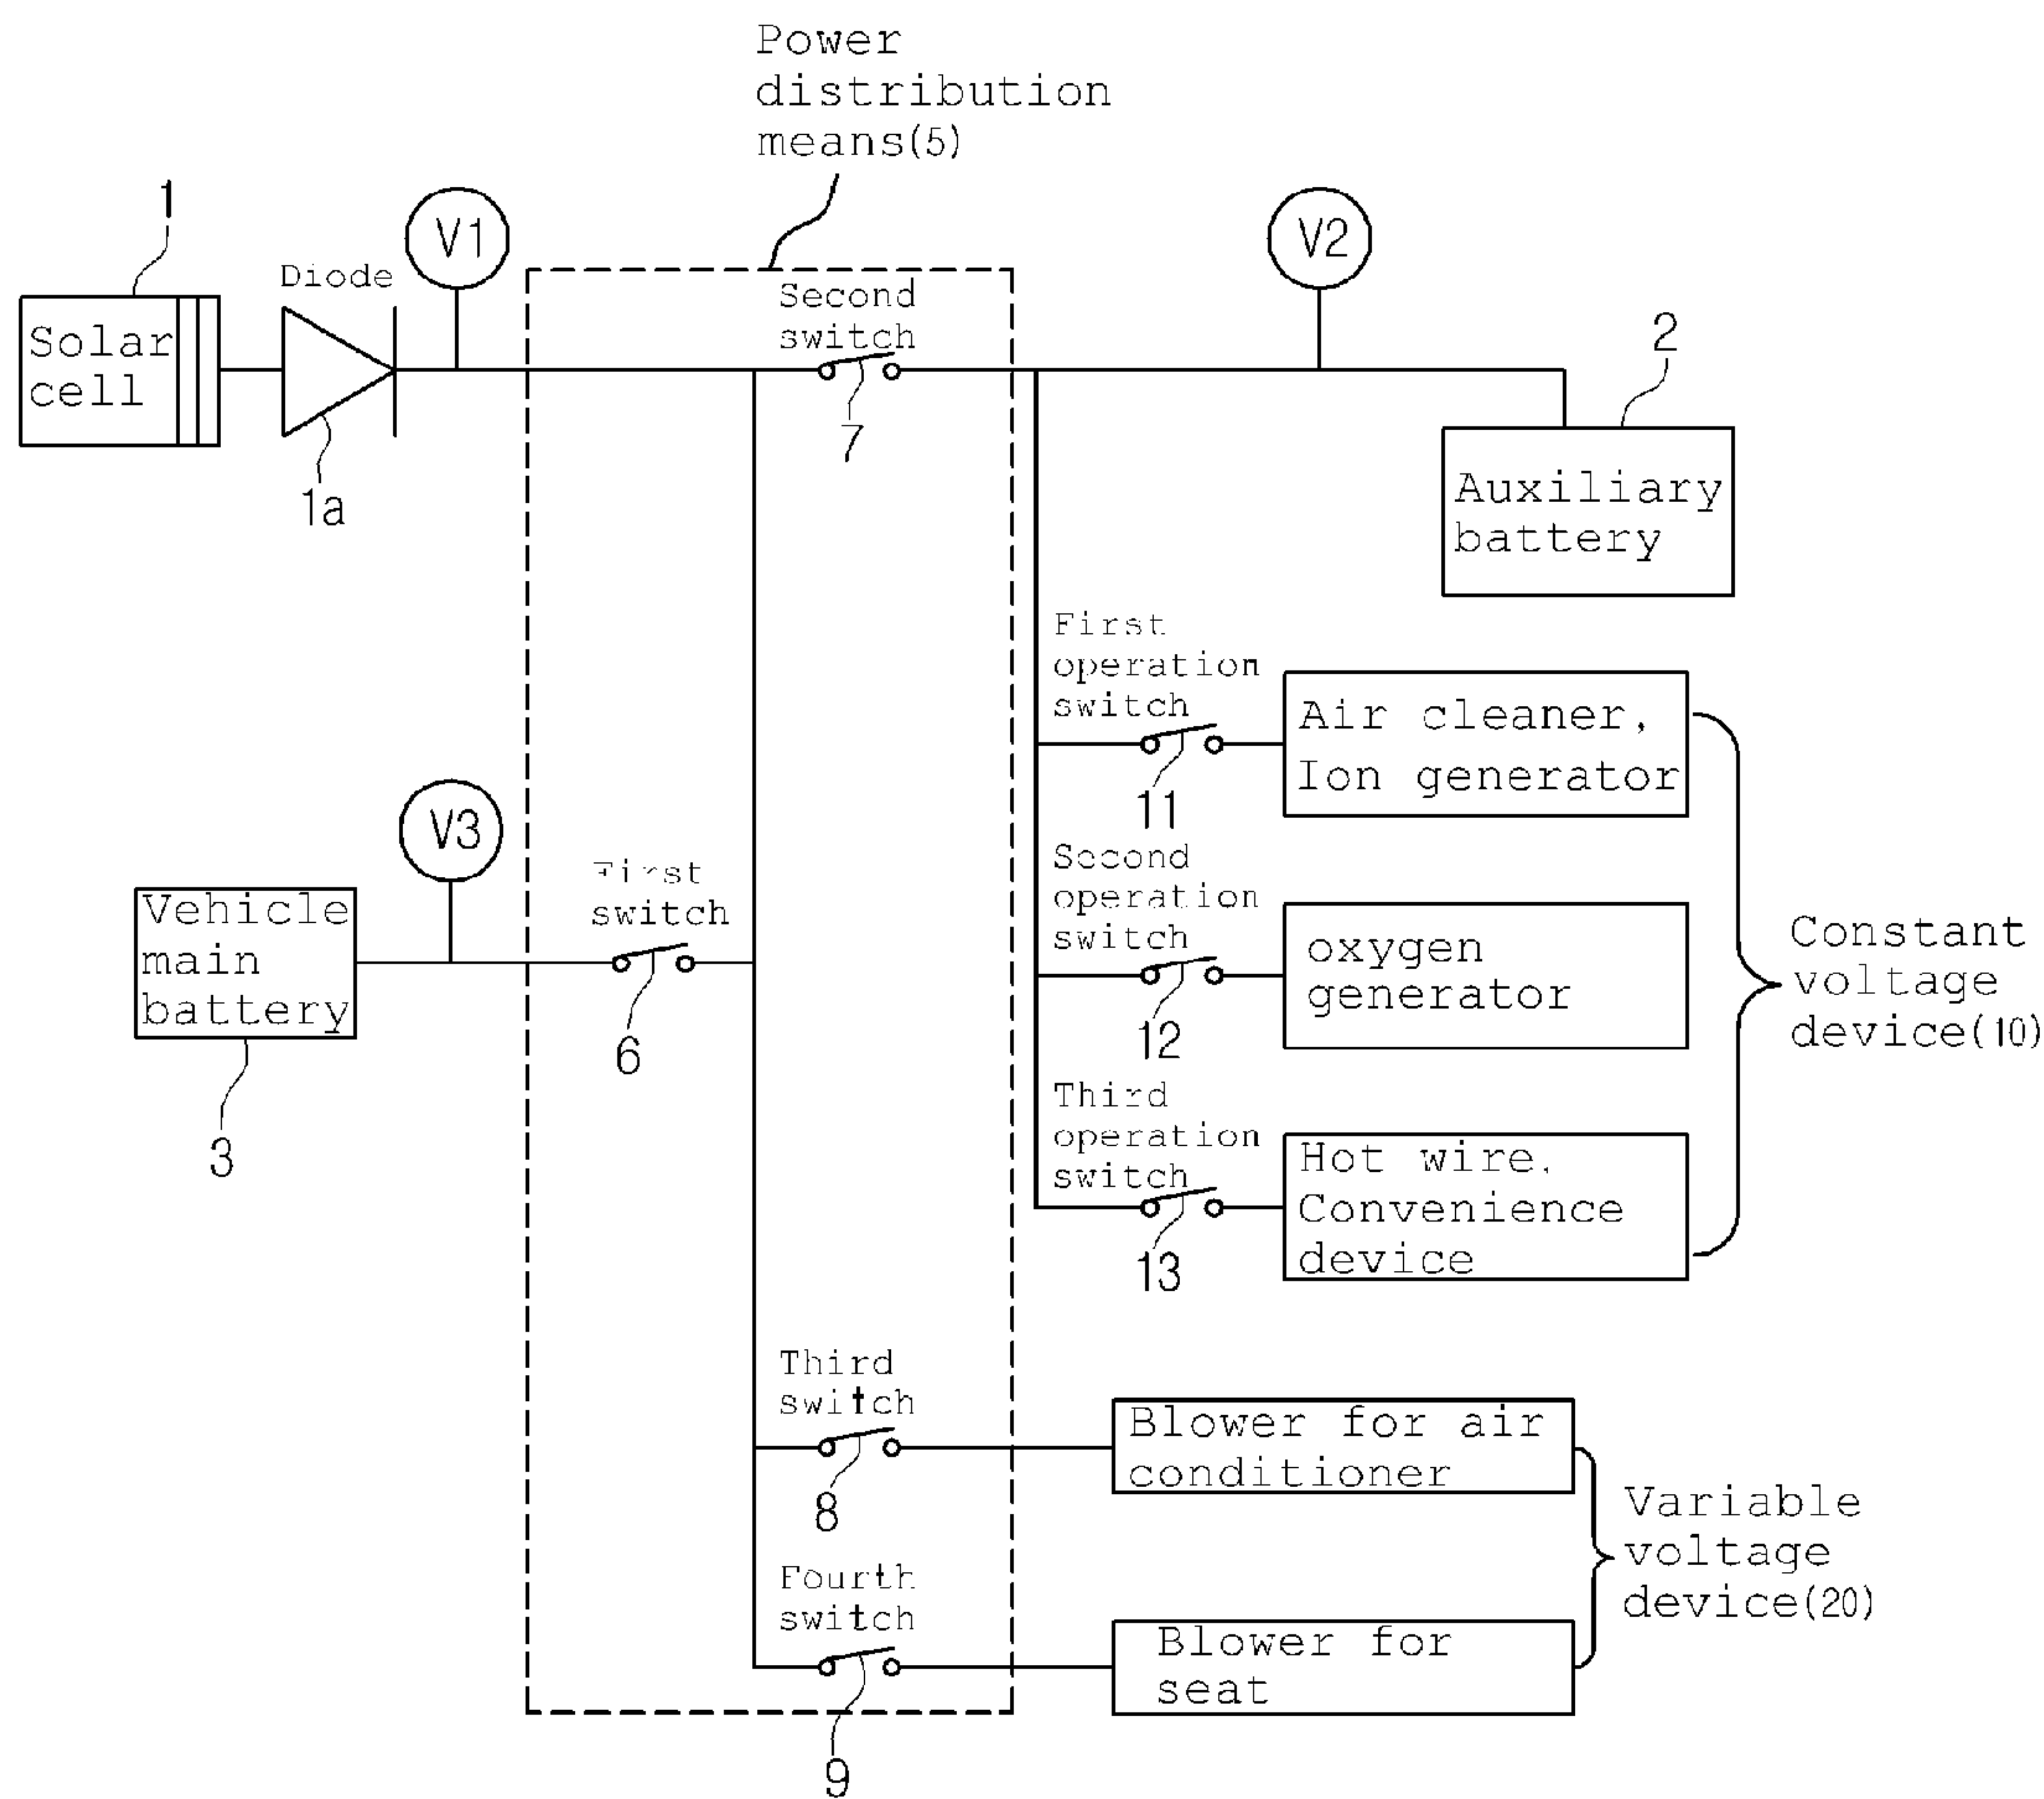 Power
distribution
means(5)
1
V1
V2
Diode
Second
switch
Solar
cell
2
7
1a
Auxiliary
battery
First
operation
switch
Air cleaner,
Ion generator
11
V3
First
switch
Second
operation
switch
Vehicle
main
battery
oxygen
generator
Constant
voltage
device(10)
6
12
3
Third
operation
switch
Hot wire.
Convenience
device
13
Third
switch
Blower for air
conditioner
8
Variable
voltage
device(20)
Fourth
switch
Blower for
seat
9